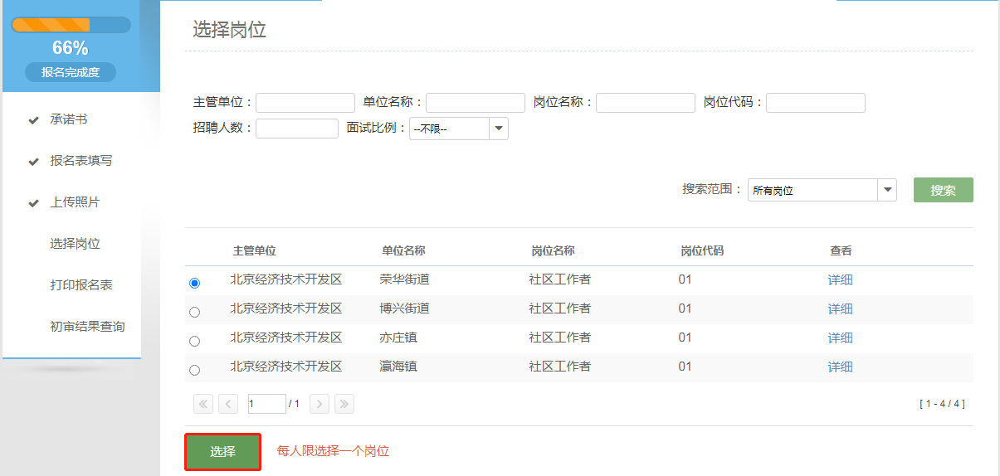 66%
报名完成度
承诺书
报名表填写
上传照片
选择岗位
打印报名表
初审结果查询
选择岗位
主管单位： 单位名称： 岗位名称： 岗位代码：
招聘人数： 面试比例： --不限--
搜索范围： 所有岗位 搜索
主管单位 单位名称 岗位名称 岗位代码 查看
北京经济技术开发区 荣华街道 社区工作者 01 详细
北京经济技术开发区 博兴街道 社区工作者 01 详细
北京经济技术开发区 亦庄镇 社区工作者 01 详细
北京经济技术开发区 瀛海镇 社区工作者 01 详细
1 / 1 [ 1 - 4 / 4 ]
选择 每人限选择一个岗位